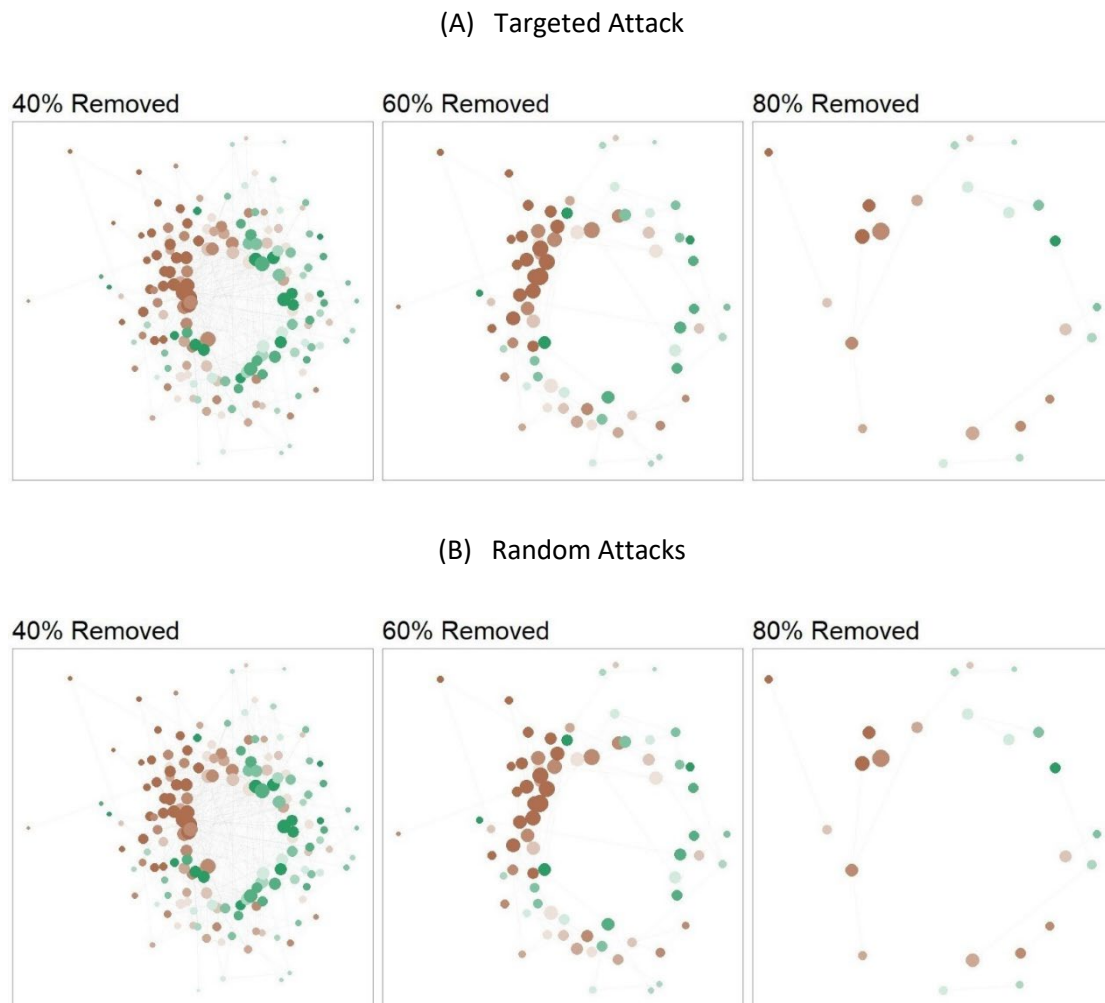 (A) Targeted Attack
40% Removed
60% Removed
80% Removed
(B) Random Attacks
40% Removed
60% Removed
80% Removed